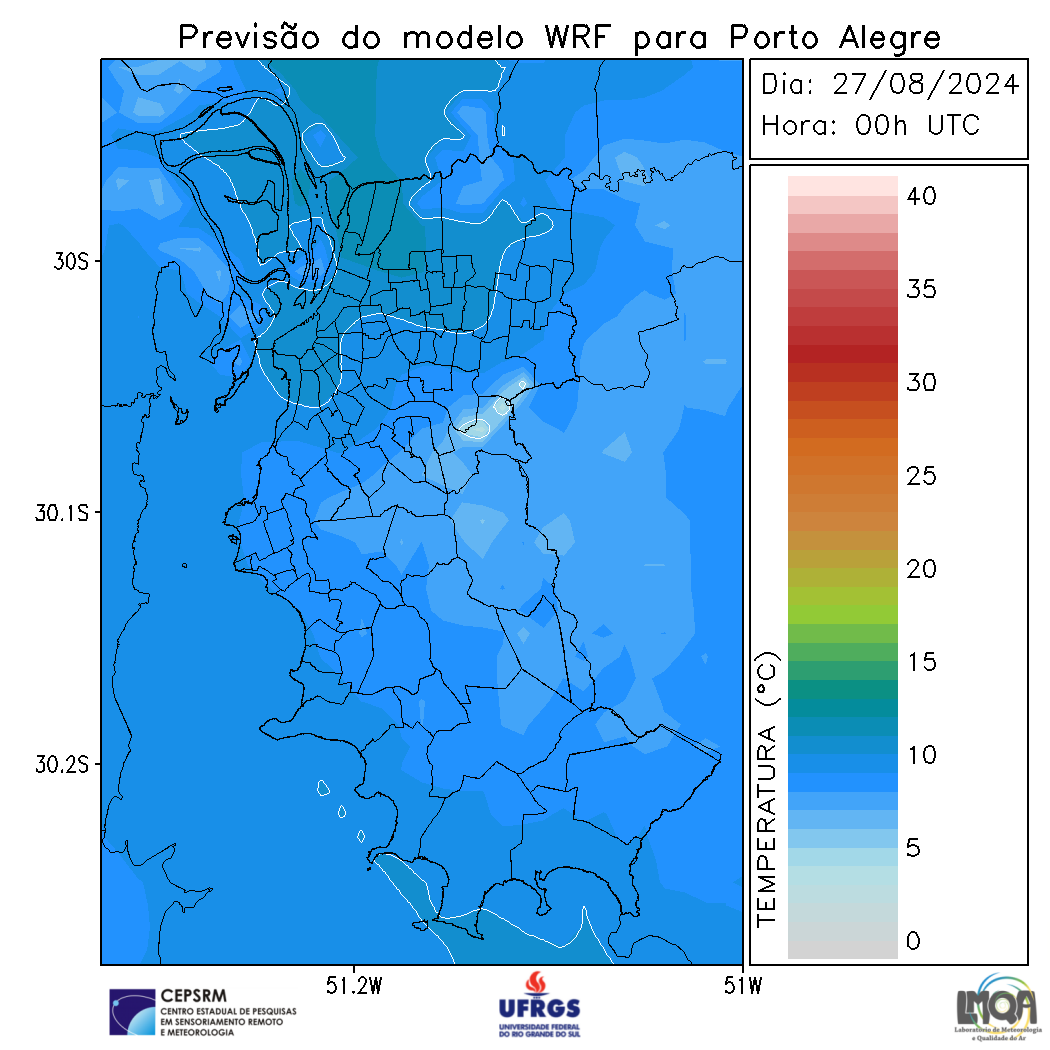 Previsão do modelo WRF para Porto Alegre
Dia: 27/08/2024
Hora: 00h UTC
30S
30.1S
30.2S
51.2W
51W
TEMPERATURA (°C)
40
35
30
25
20
15
10
5
0
CEPSRM
CENTRO ESTADUAL DE PESQUISAS
EM SENSORIAMENTO REMOTO
E METEOROLOGIA
UFRGS
UNIVERSIDADE FEDERAL
DO RIO GRANDE DO SUL
LMQA
Laboratório de Meteorologia
e Qualidade do Ar